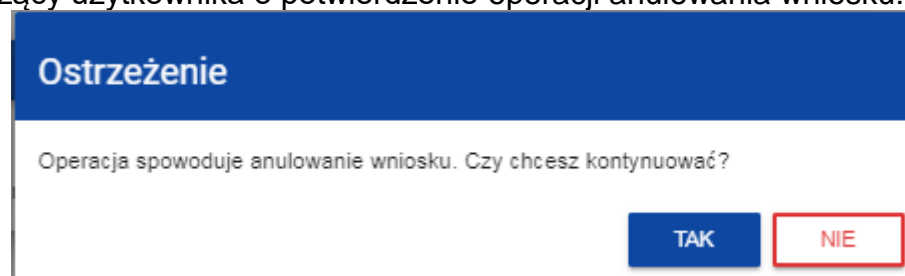 użytkownika o potwierdzenie operacji anulowania wniosku.
Ostrzeżenie
Operacja spowoduje anulowanie wniosku. Czy chcesz kontynuować?
TAK NIE